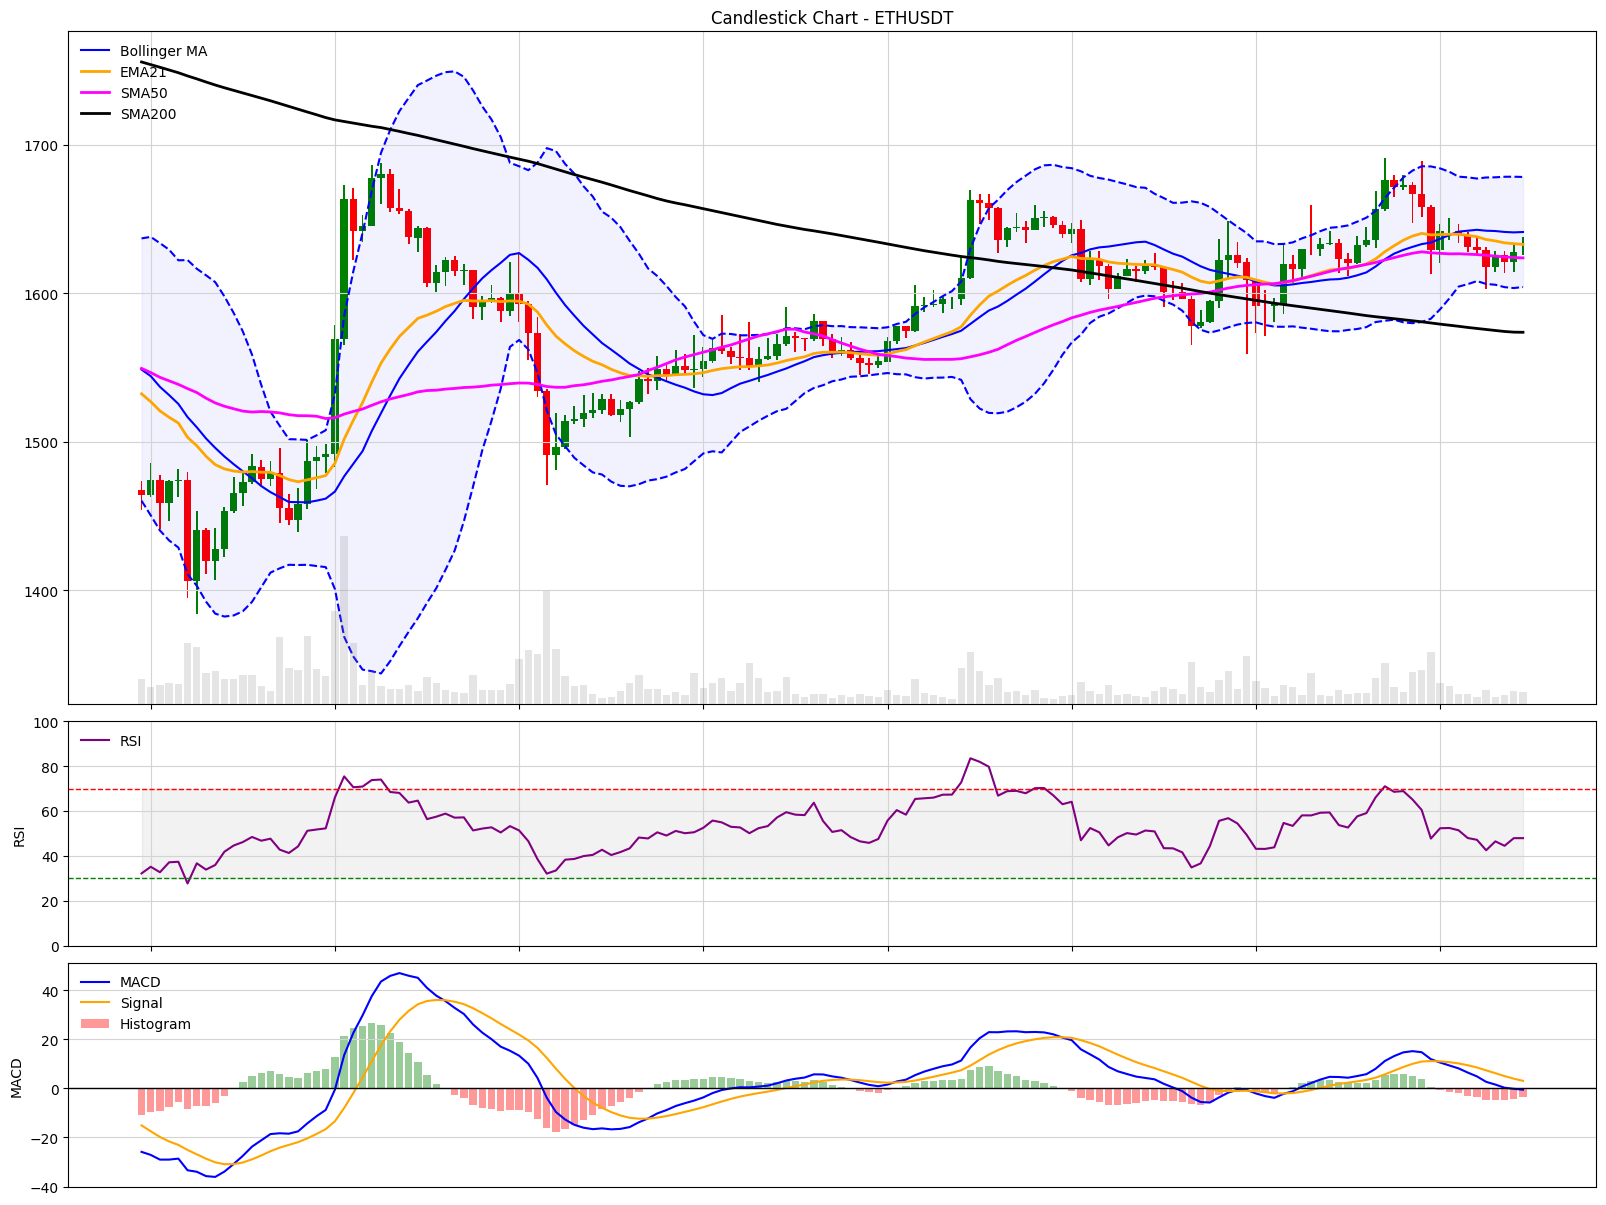 Candlestick Chart - ETHUSDT
Bollinger MA
EMA21
SMA50
SMA200
1700
1600
1500
1400
RSI
100
80
60
40
20
0
RSI
MACD
Signal
Histogram
40
20
0
−20
−40
MACD